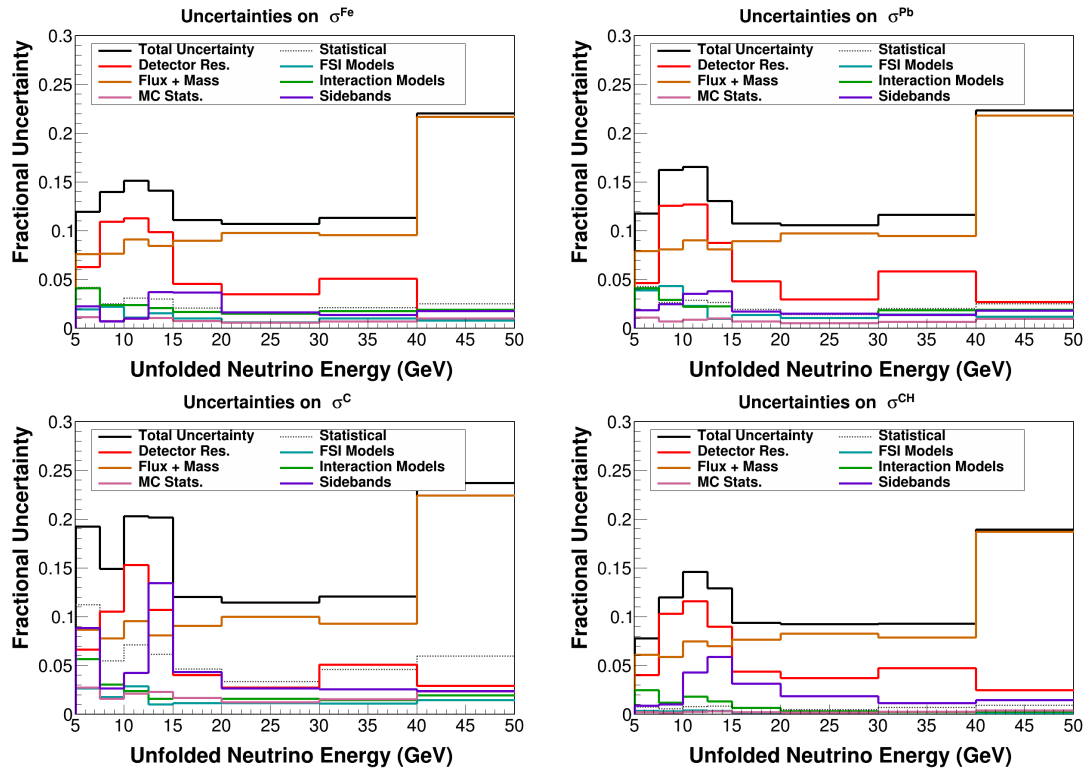 Uncertainties on σFe
Fractional Uncertainty
0.3
0.25
0.2
0.15
0.1
0.05
0
Total Uncertainty
Detector Res.
Flux + Mass
MC Stats.
Statistical
FSI Models
Interaction Models
Sidebands
5 10 15 20 25 30 35 40 45 50
Unfolded Neutrino Energy (GeV)
Uncertainties on σPb
Fractional Uncertainty
0.3
0.25
0.2
0.15
0.1
0.05
0
Total Uncertainty
Detector Res.
Flux + Mass
MC Stats.
Statistical
FSI Models
Interaction Models
Sidebands
5 10 15 20 25 30 35 40 45 50
Unfolded Neutrino Energy (GeV)
Uncertainties on σC
Fractional Uncertainty
0.3
0.25
0.2
0.15
0.1
0.05
0
Total Uncertainty
Detector Res.
Flux + Mass
MC Stats.
Statistical
FSI Models
Interaction Models
Sidebands
5 10 15 20 25 30 35 40 45 50
Unfolded Neutrino Energy (GeV)
Uncertainties on σCH
Fractional Uncertainty
0.3
0.25
0.2
0.15
0.1
0.05
0
Total Uncertainty
Detector Res.
Flux + Mass
MC Stats.
Statistical
FSI Models
Interaction Models
Sidebands
5 10 15 20 25 30 35 40 45 50
Unfolded Neutrino Energy (GeV)